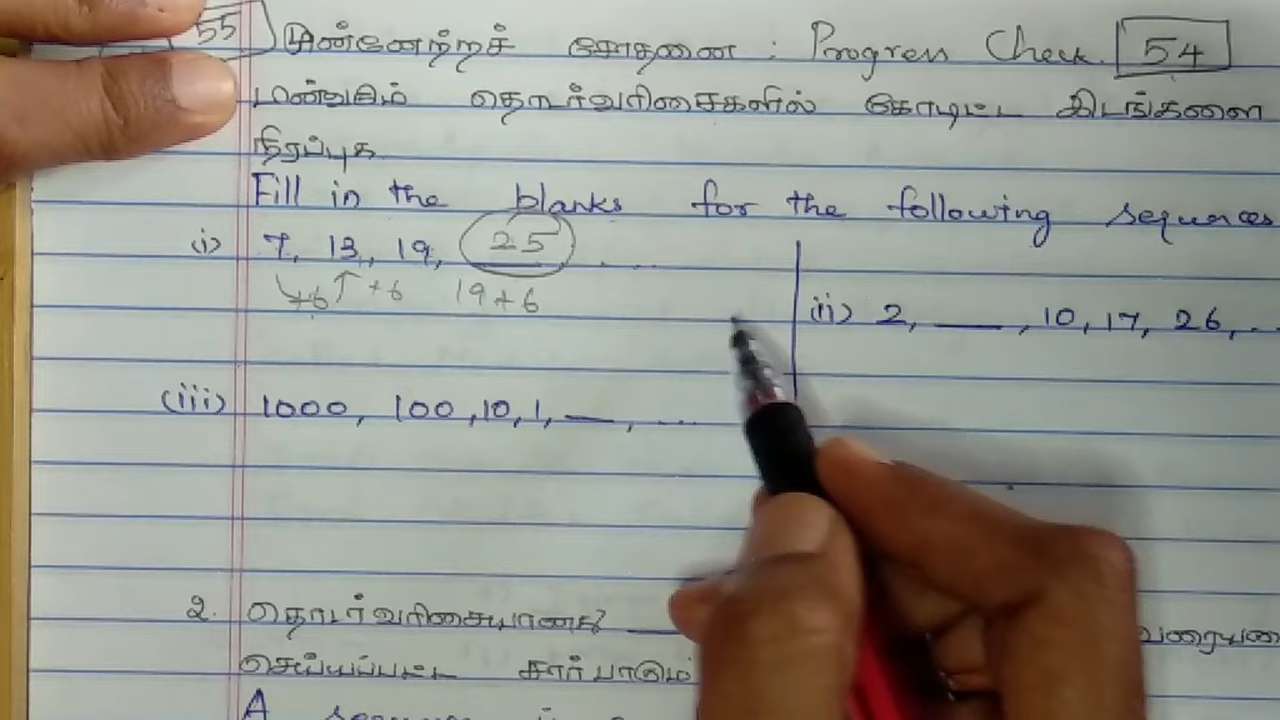 55 முன்னேற்றச் சோதனை : Progress Check 54
பின்வரும் தொடர்வரிசைகளில் கோடிட்ட இடங்களை
நிரப்புக
Fill in the blanks for the following sequences
(i) 7, 13, 19, 25 ....
+6 +6 19+6
(ii) 2, ___, 10, 17, 26, ..
(iii) 1000, 100, 10, 1, ___, ...
2. தொடர்வரிசையானது ___
செய்யப்பட்ட சார்பாகும்
A